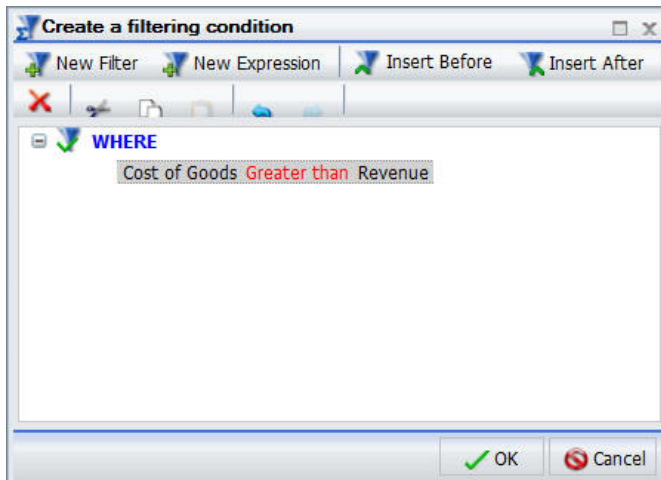 Create a filtering condition
New Filter New Expression Insert Before Insert After
WHERE
Cost of Goods Greater than Revenue
OK Cancel